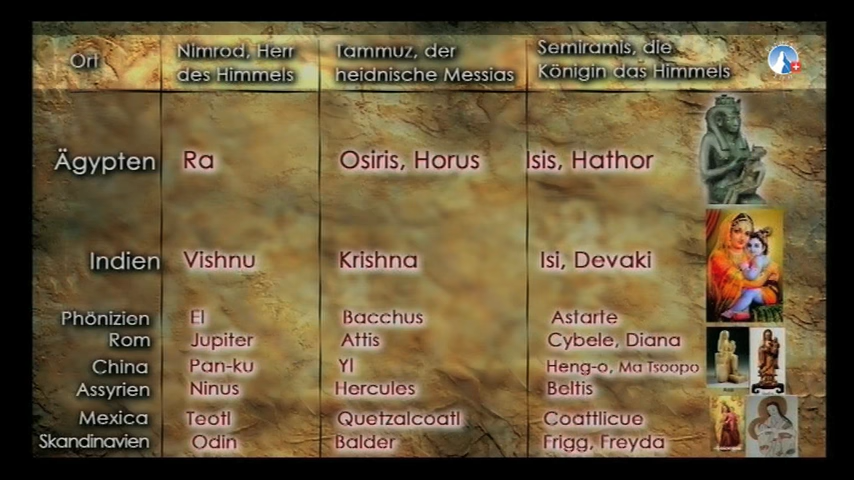 Ort
Nimrod, Herr
des Himmels
Tammuz, der
heidnische Messias
Semiramis, die
Königin das Himmels
Ägypten Ra Osiris, Horus Isis, Hathor
Indien Vishnu Krishna Isi, Devaki
Phönizien El Bacchus Astarte
Rom Jupiter Attis Cybele, Diana
China Pan-ku YI Heng-o, Ma Tsoopo
Assyrien Ninus Hercules Beltis
Mexica Teotl Quetzalcoatl Coattlicue
Skandinavien Odin Balder Frigg, Freyda